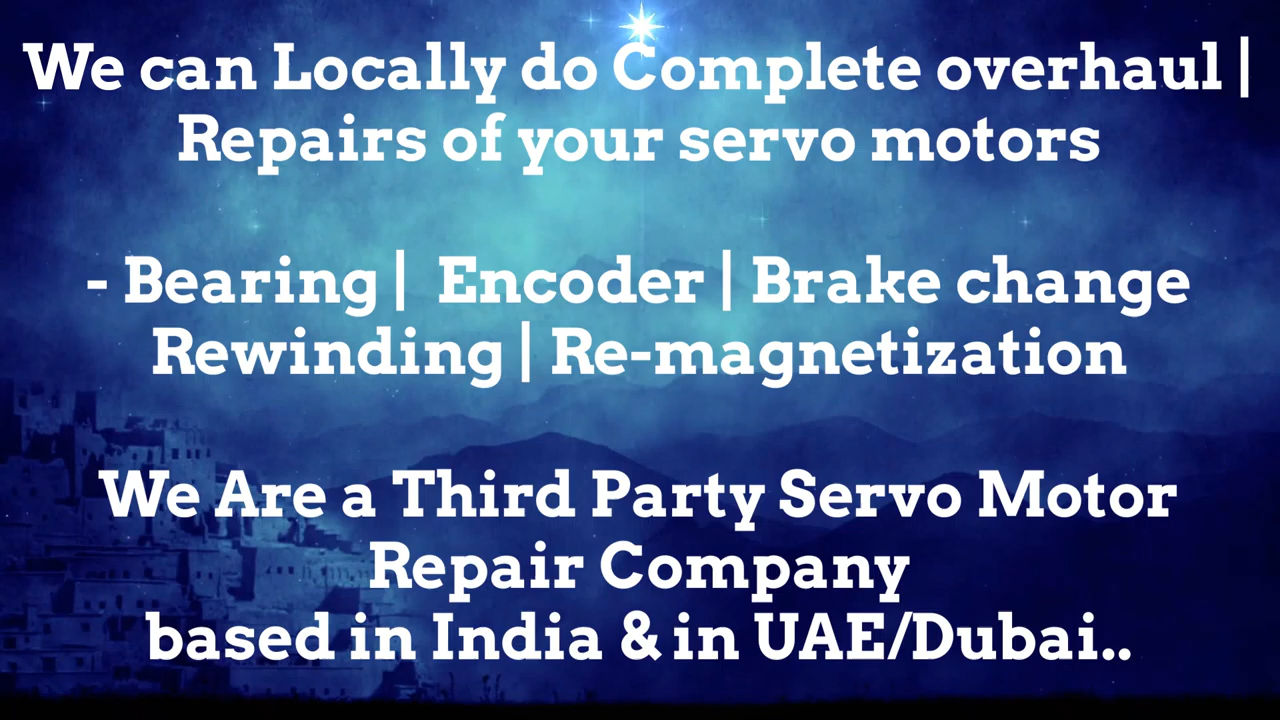 We can Locally do Complete overhaul |
Repairs of your servo motors
- Bearing |  Encoder | Brake change
Rewinding | Re-magnetization
We Are a Third Party Servo Motor
Repair Company
based in India & in UAE/Dubai..